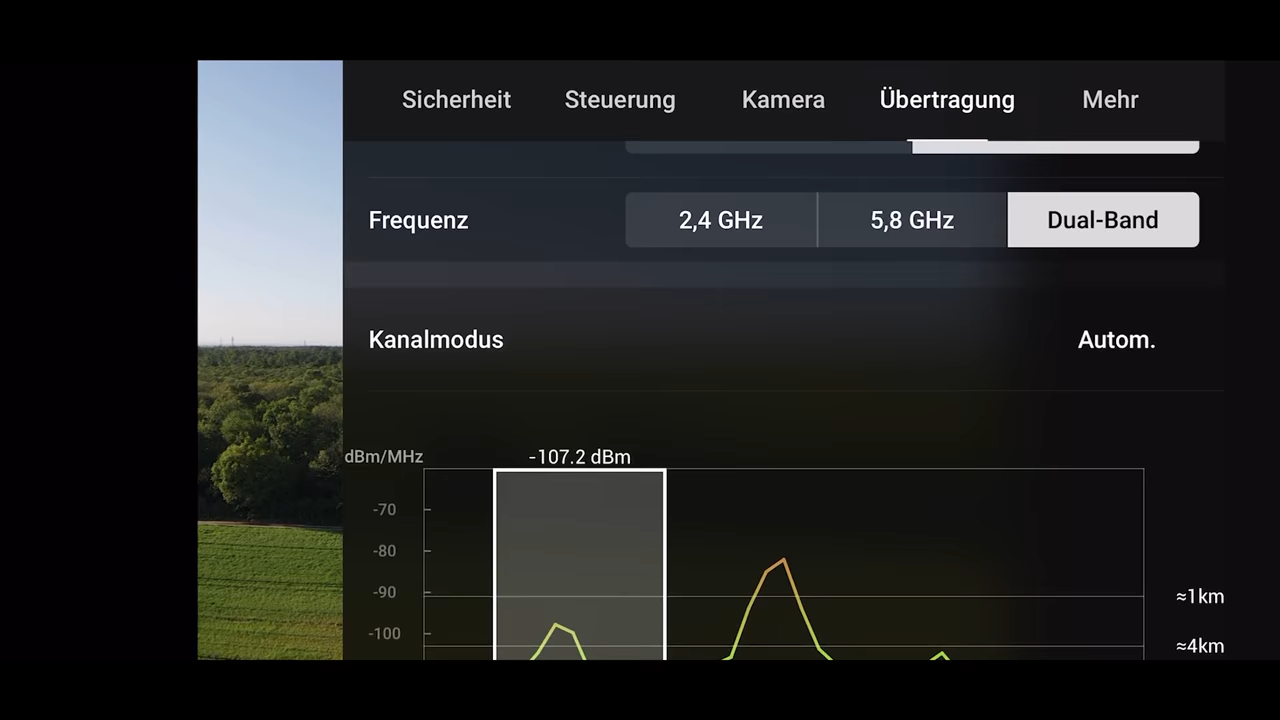 Sicherheit Steuerung Kamera Übertragung Mehr
Frequenz 2,4 GHz 5,8 GHz Dual-Band
Kanalmodus Autom.
dBm/MHz -107.2 dBm
-70
-80
-90 ≈1km
-100 ≈4km